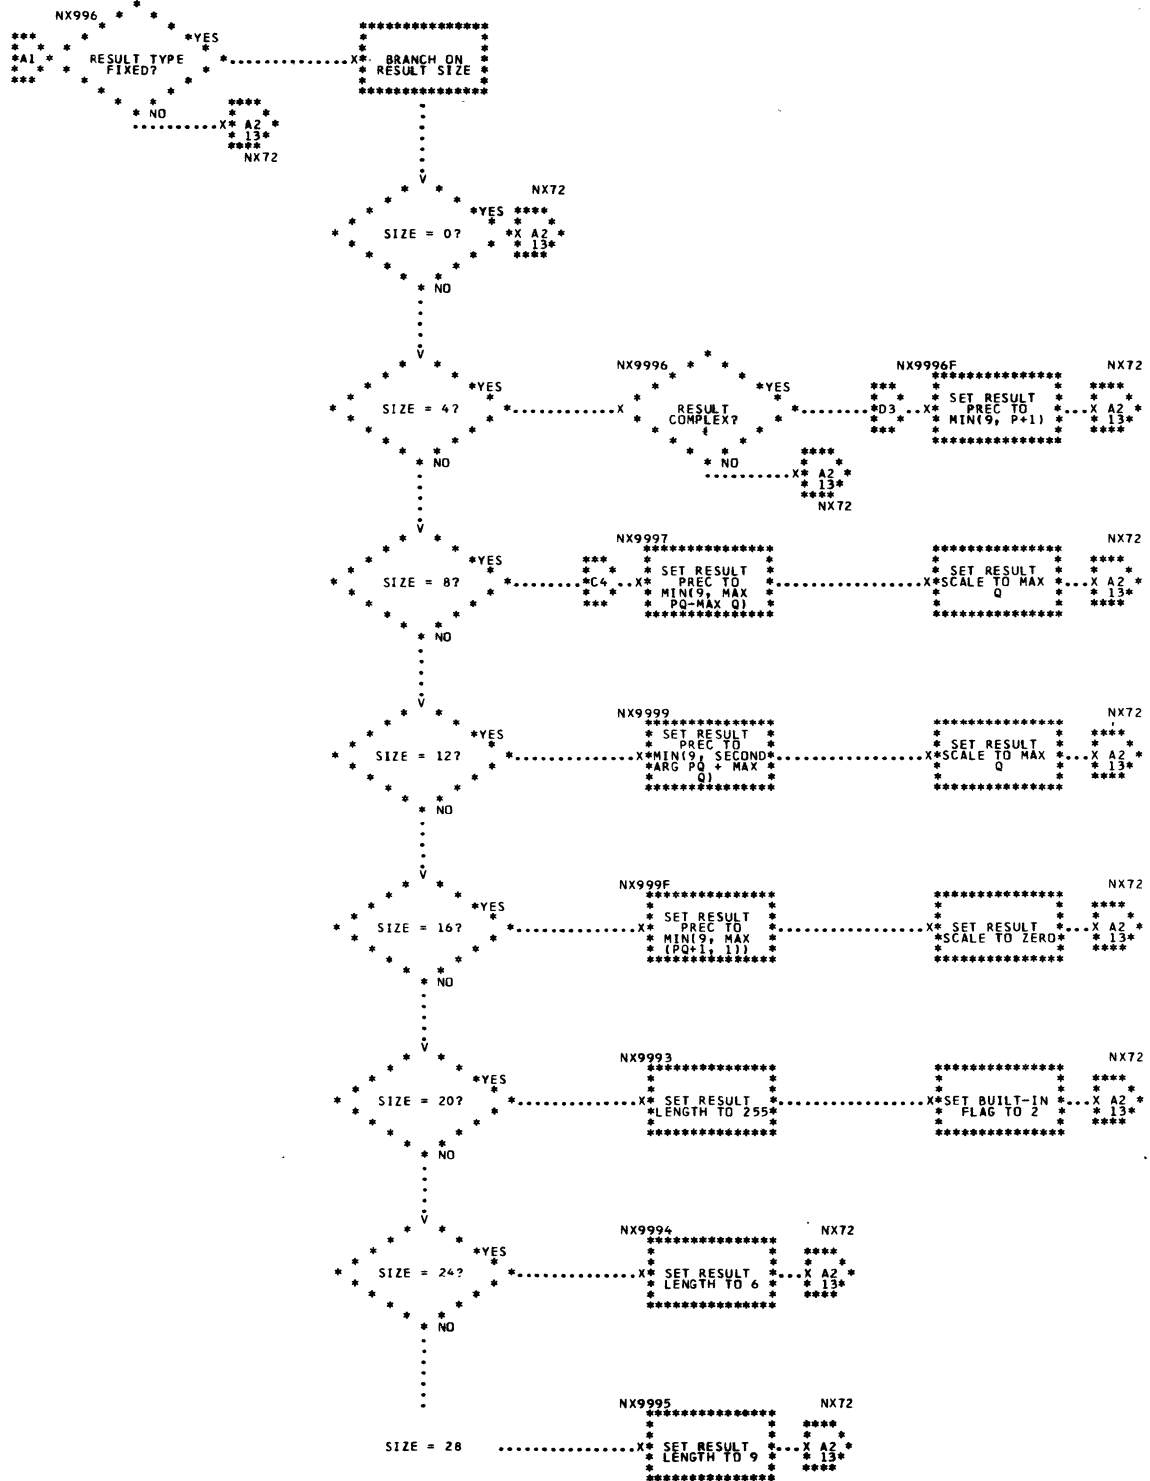 NX996
A1
RESULT TYPE
FIXED?
YES
BRANCH ON
RESULT SIZE
NO
A2
13
NX72
NX72
SIZE = 0?
YES
A2
13
NO
NX9996
NX9996F
NX72
SIZE = 4?
YES
RESULT
COMPLEX?
YES
D3
SET RESULT
PREC TO
MIN(9, P+1)
A2
13
NO
NO
A2
13
NX72
NX9997
NX72
SIZE = 8?
YES
C4
SET RESULT
PREC TO
MIN(9, MAX
PQ-MAX Q)
SET RESULT
SCALE TO MAX
Q
A2
13
NO
NX9999
NX72
SIZE = 12?
YES
SET RESULT
PREC TO
MIN(9, SECOND
ARG PQ + MAX
Q)
SET RESULT
SCALE TO MAX
Q
A2
13
NO
NX999F
NX72
SIZE = 16?
YES
SET RESULT
PREC TO
MIN(9, MAX
(PQ+1, 1))
SET RESULT
SCALE TO ZERO
A2
13
NO
NX9993
NX72
SIZE = 20?
YES
SET RESULT
LENGTH TO 255
SET BUILT-IN
FLAG TO 2
A2
13
NO
NX9994
NX72
SIZE = 24?
YES
SET RESULT
LENGTH TO 6
A2
13
NO
NX9995
NX72
SIZE = 28
SET RESULT
LENGTH TO 9
A2
13